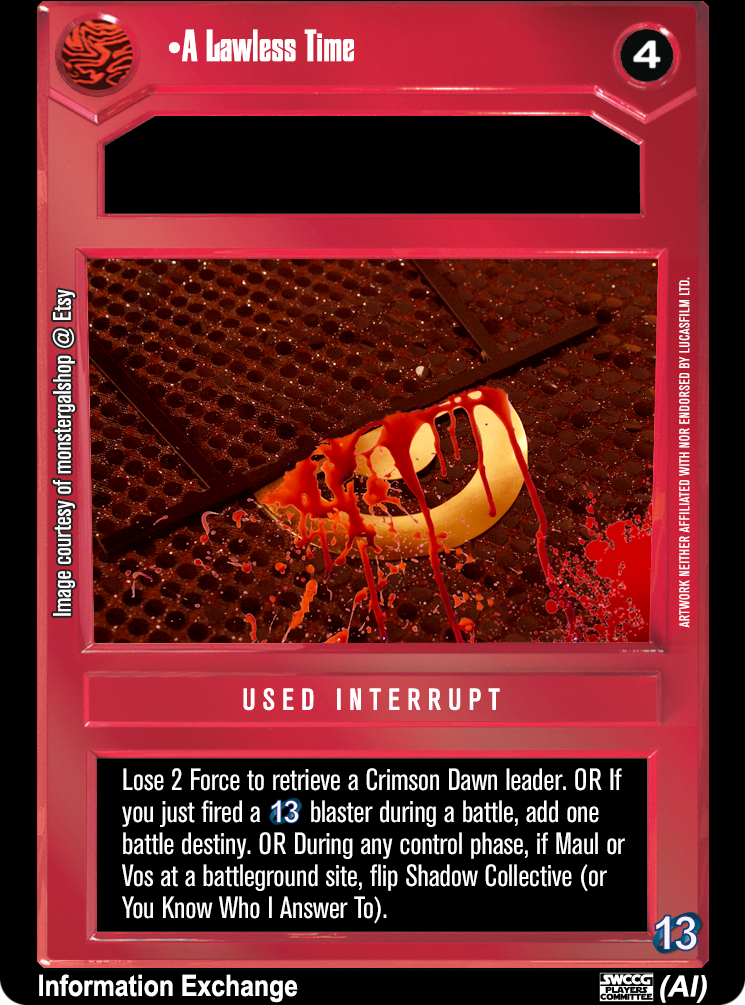 •A Lawless Time
4
Image courtesy of monstergalshop @ Etsy
ARTWORK NEITHER AFFILIATED WITH NOR ENDORSED BY LUCASFILM LTD.
USED INTERRUPT
Lose 2 Force to retrieve a Crimson Dawn leader. OR If
you just fired a 13 blaster during a battle, add one
battle destiny. OR During any control phase, if Maul or
Vos at a battleground site, flip Shadow Collective (or
You Know Who I Answer To).
13
Information Exchange
SWCCG
PLAYERS
COMMITTEE
(AI)